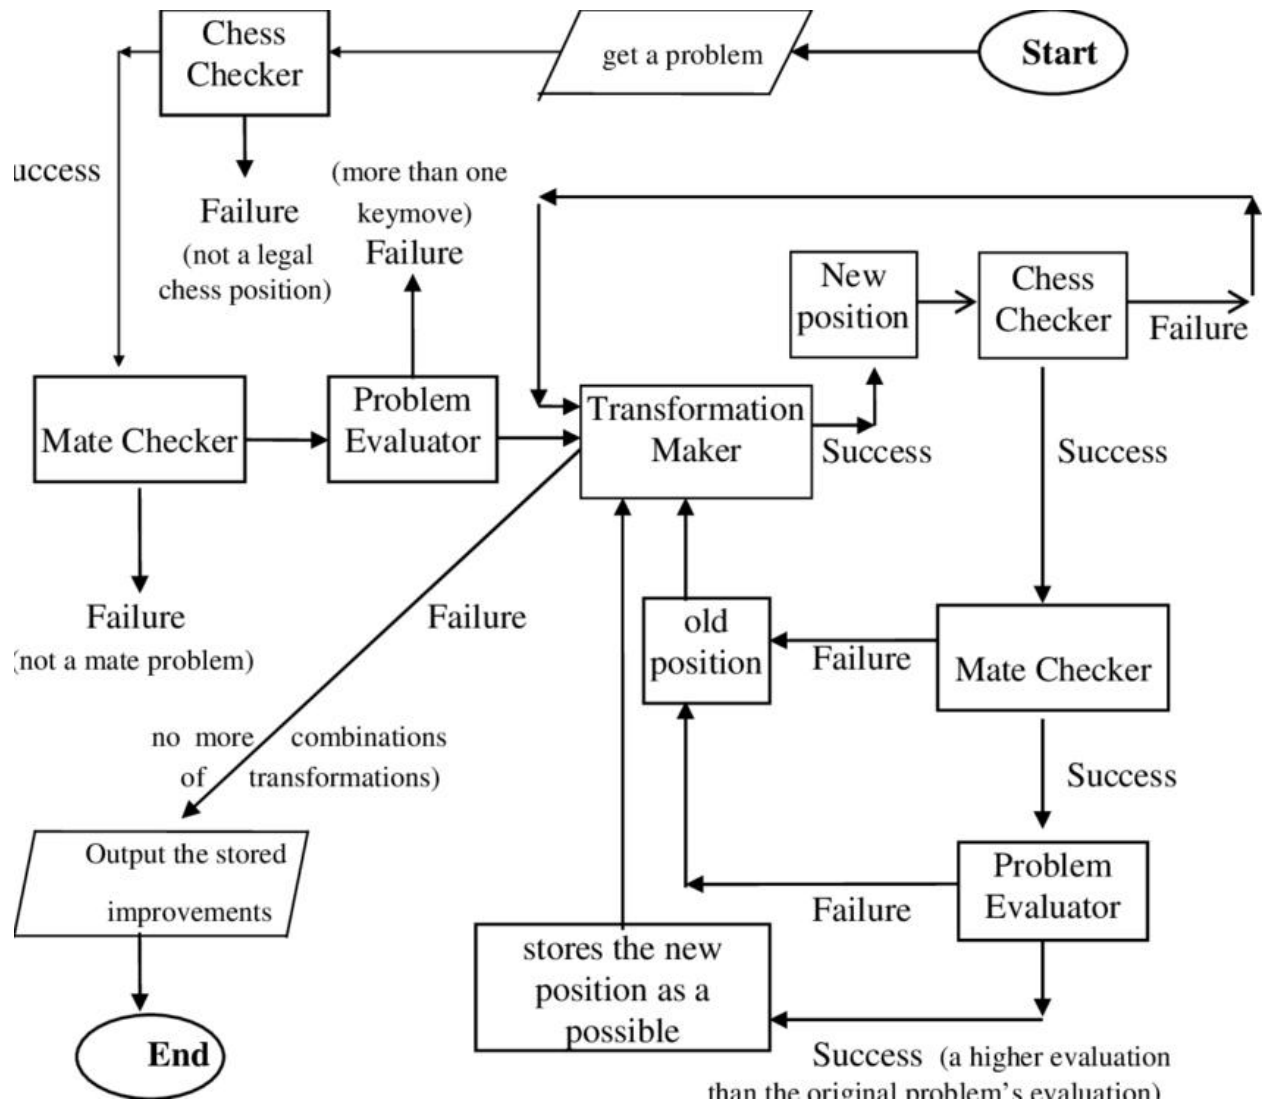 Start
get a problem
Chess
Checker
uccess
Failure
(not a legal
chess position)
(more than one
keymove)
Failure
Mate Checker
Failure
(not a mate problem)
Problem
Evaluator
Transformation
Maker
Success
New
position
Chess
Checker
Failure
Success
Mate Checker
Failure
old
position
Success
Problem
Evaluator
Failure
Success (a higher evaluation
than the original problem's evaluation)
stores the new
position as a
possible
Failure
no more combinations
of transformations)
Output the stored
improvements
End